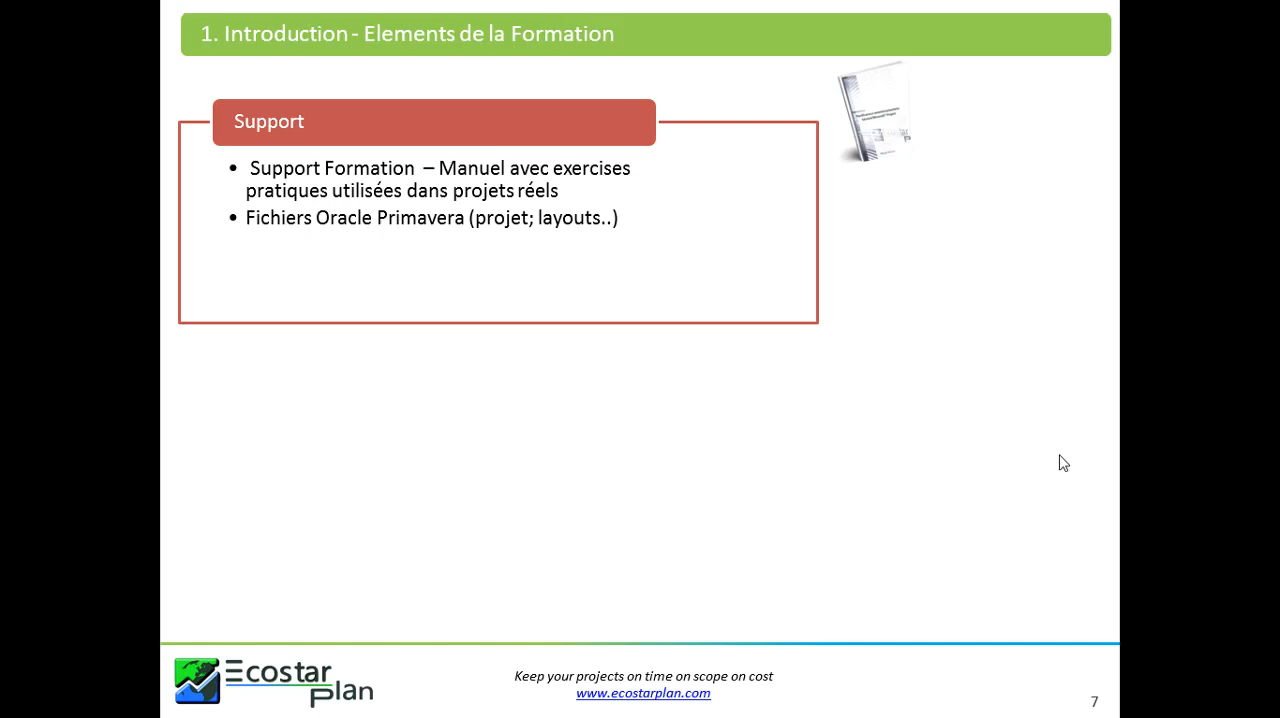 1. Introduction - Elements de la Formation
Support
• Support Formation – Manuel avec exercises
pratiques utilisées dans projets réels
• Fichiers Oracle Primavera (projet; layouts..)
Ecostar
plan
Keep your projects on time on scope on cost
www.ecostarplan.com
7